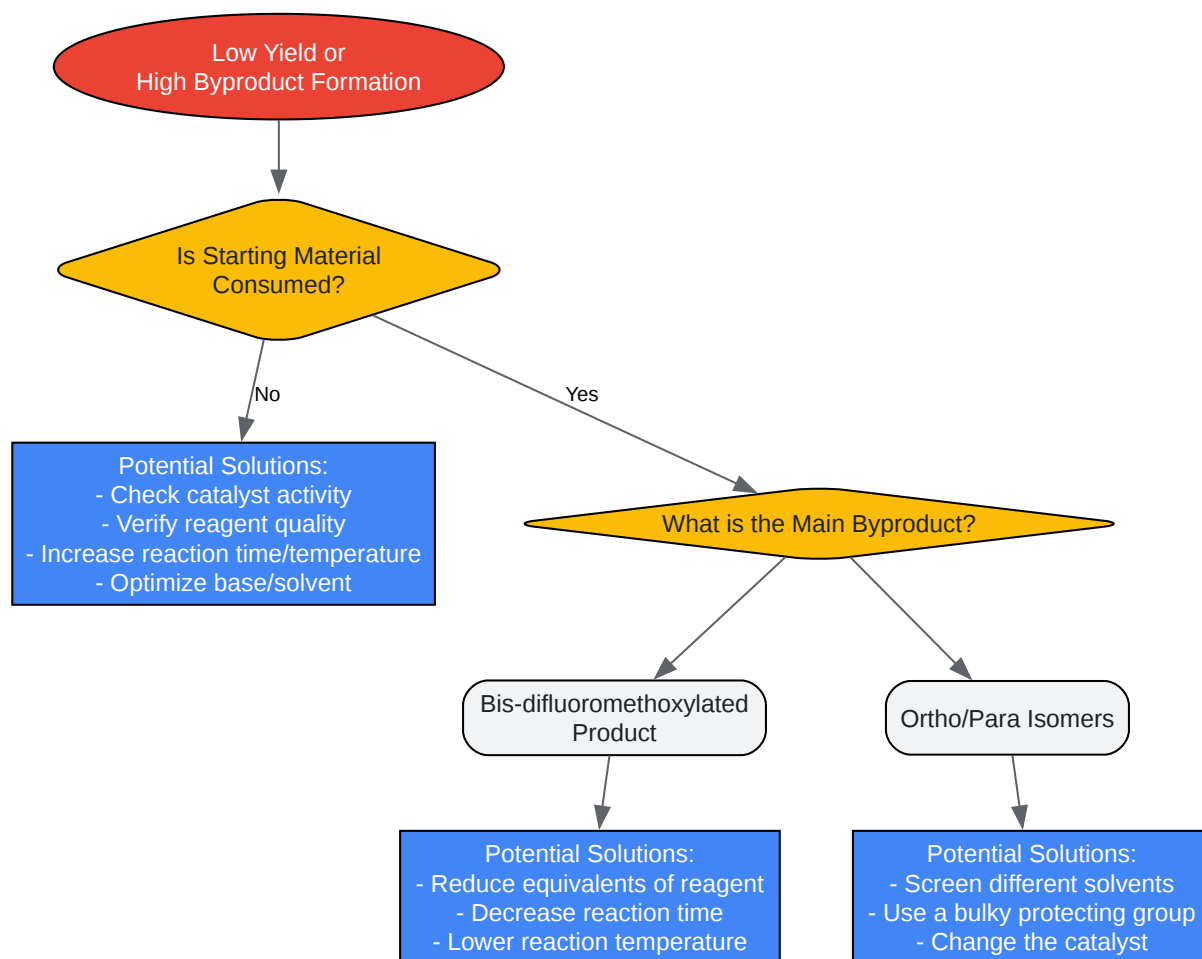 Low Yield or
High Byproduct Formation
Is Starting Material
Consumed?
No
Yes
Potential Solutions:
- Check catalyst activity
- Verify reagent quality
- Increase reaction time/temperature
- Optimize base/solvent
What is the Main Byproduct?
Bis-difluoromethoxylated
Product
Ortho/Para Isomers
Potential Solutions:
- Reduce equivalents of reagent
- Decrease reaction time
- Lower reaction temperature
Potential Solutions:
- Screen different solvents
- Use a bulky protecting group
- Change the catalyst